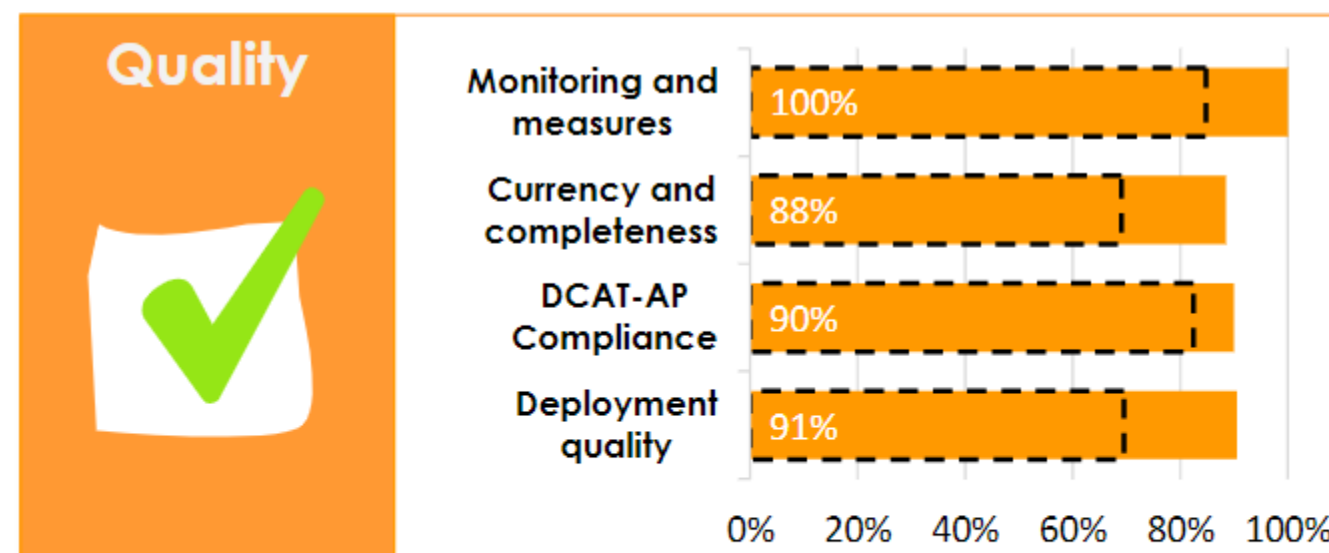 Quality
Monitoring and
measures
100%
Currency and
completeness
88%
DCAT-AP
Compliance
90%
Deployment
quality
91%
0% 20% 40% 60% 80% 100%